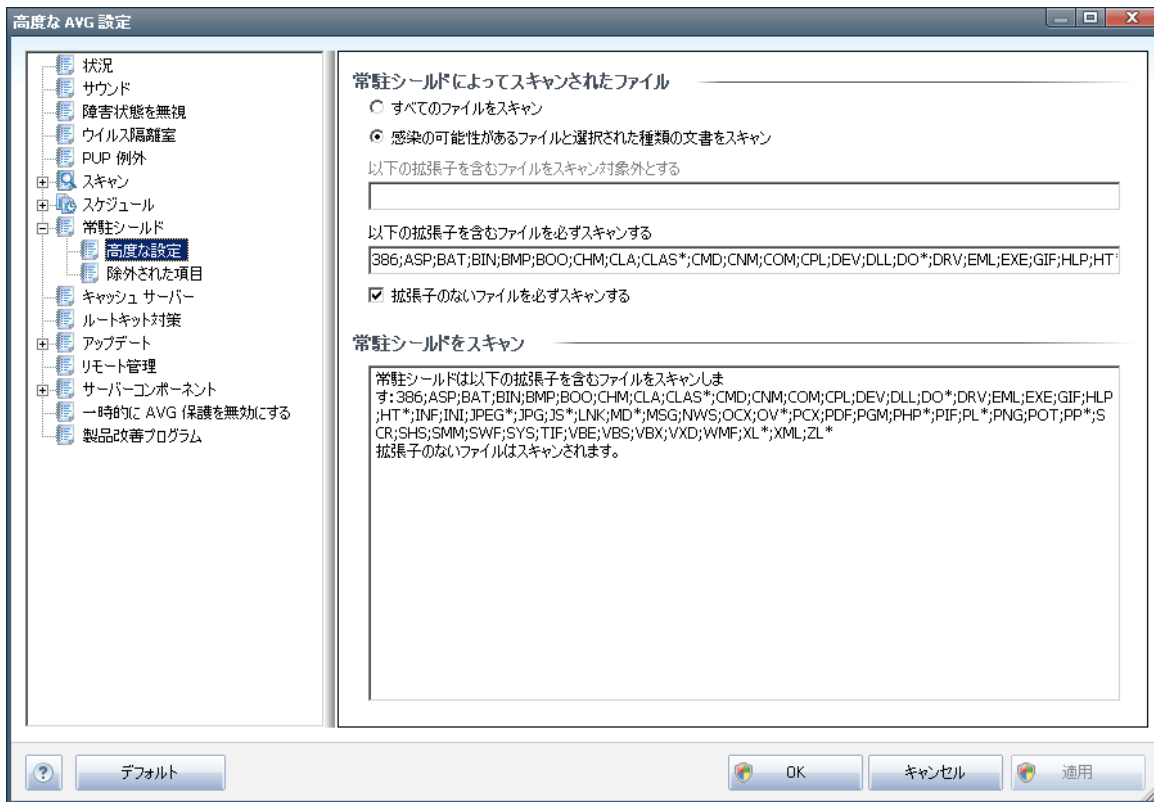 高度な AVG 設定
状況
サウンド
障害状態を無視
ウイルス隔離室
PUP 例外
スキャン
スケジュール
常駐シールド
高度な設定
除外された項目
キャッシュ サーバー
ルートキット対策
アップデート
リモート管理
サーバーコンポーネント
一時的に AVG 保護を無効にする
製品改善プログラム
常駐シールドによってスキャンされたファイル
すべてのファイルをスキャン
感染の可能性があるファイルと選択された種類の文書をスキャン
以下の拡張子を含むファイルをスキャン対象外とする
以下の拡張子を含むファイルを必ずスキャンする
386;ASP;BAT;BIN;BMP;BOO;CHM;CLA;CLAS*;CMD;CNM;COM;CPL;DEV;DLL;DO*;DRV;EML;EXE;GIF;HLP;HT*
拡張子のないファイルを必ずスキャンする
常駐シールドをスキャン
常駐シールドは以下の拡張子を含むファイルをスキャンしま
す:386;ASP;BAT;BIN;BMP;BOO;CHM;CLA;CLAS*;CMD;CNM;COM;CPL;DEV;DLL;DO*;DRV;EML;EXE;GIF;HLP
;HT*;INF;INI;JPEG*;JPG;JS*;LNK;MD*;MSG;NWS;OCX;OV*;PCX;PDF;PGM;PHP*;PIF;PL*;PNG;POT;PP*;S
CR;SHS;SMM;SWF;SYS;TIF;VBE;VBS;VBX;VXD;WMF;XL*;XML;ZL*
拡張子のないファイルはスキャンされます。
?
デフォルト
OK
キャンセル
適用